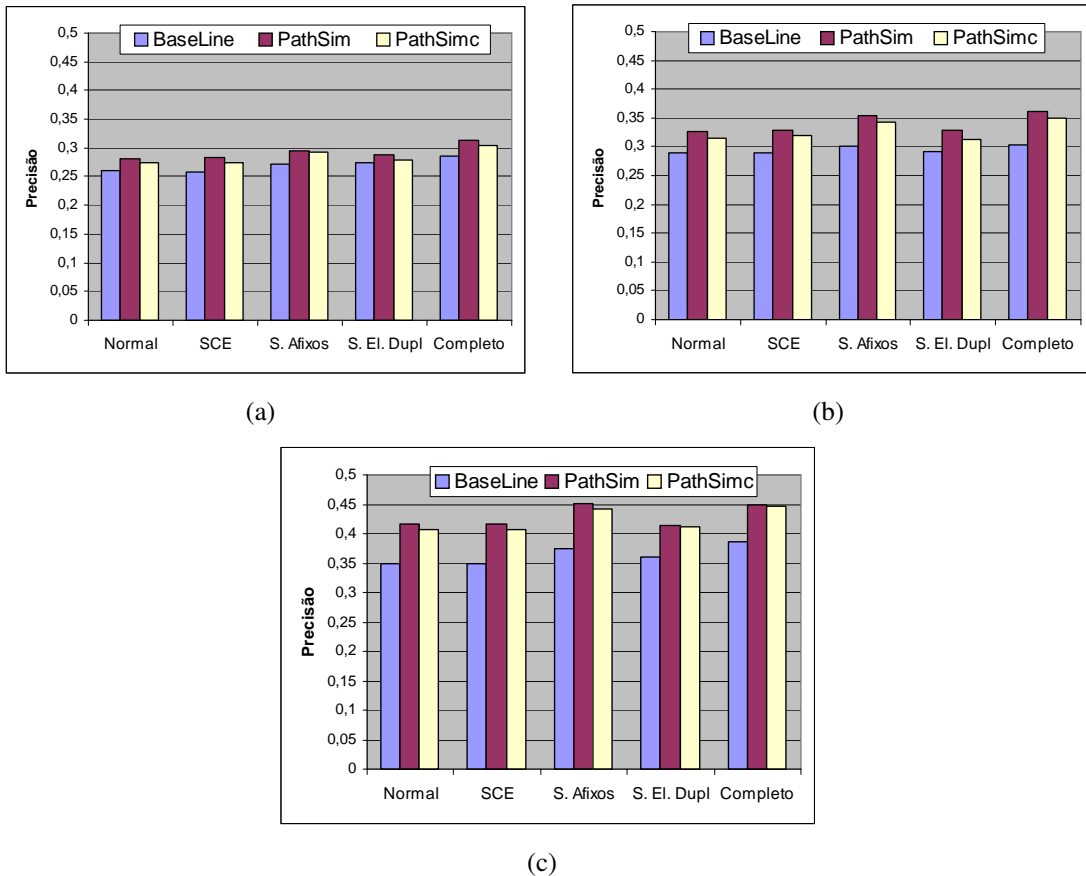 BaseLine PathSim PathSimc
0,5
0,45
0,4
0,35
0,3
0,25
0,2
0,15
0,1
0,05
0
Precisão
Normal SCE S. Afixos S. El. Dupl Completo
(a)
BaseLine PathSim PathSimc
0,5
0,45
0,4
0,35
0,3
0,25
0,2
0,15
0,1
0,05
0
Precisão
Normal SCE S. Afixos S. El. Dupl Completo
(b)
BaseLine PathSim PathSimc
0,5
0,45
0,4
0,35
0,3
0,25
0,2
0,15
0,1
0,05
0
Precisão
Normal SCE S. Afixos S. El. Dupl Completo
(c)